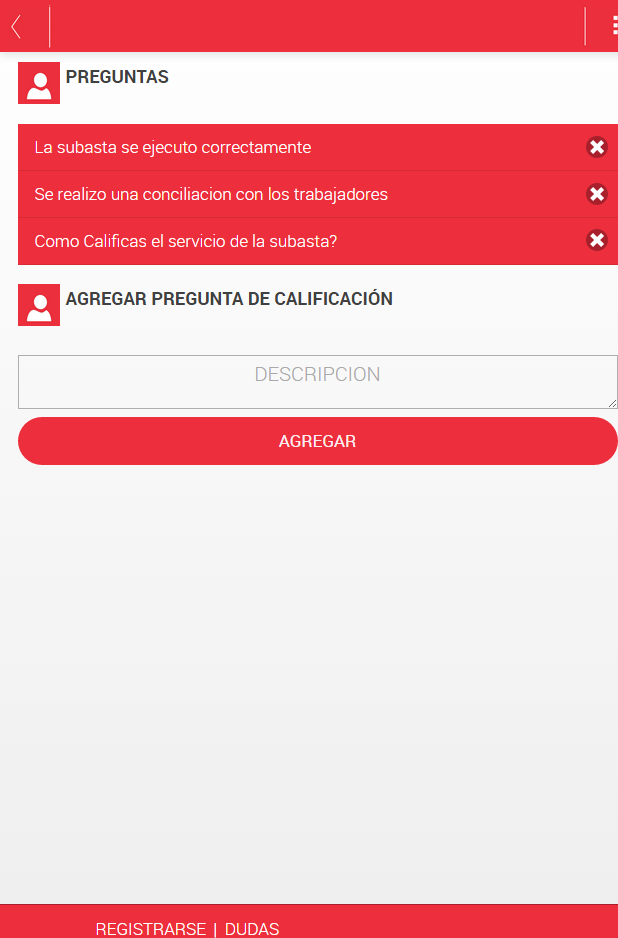 PREGUNTAS
La subasta se ejecuto correctamente
Se realizo una conciliacion con los trabajadores
Como Calificas el servicio de la subasta?
AGREGAR PREGUNTA DE CALIFICACIÓN
DESCRIPCION
AGREGAR
REGISTRARSE | DUDAS